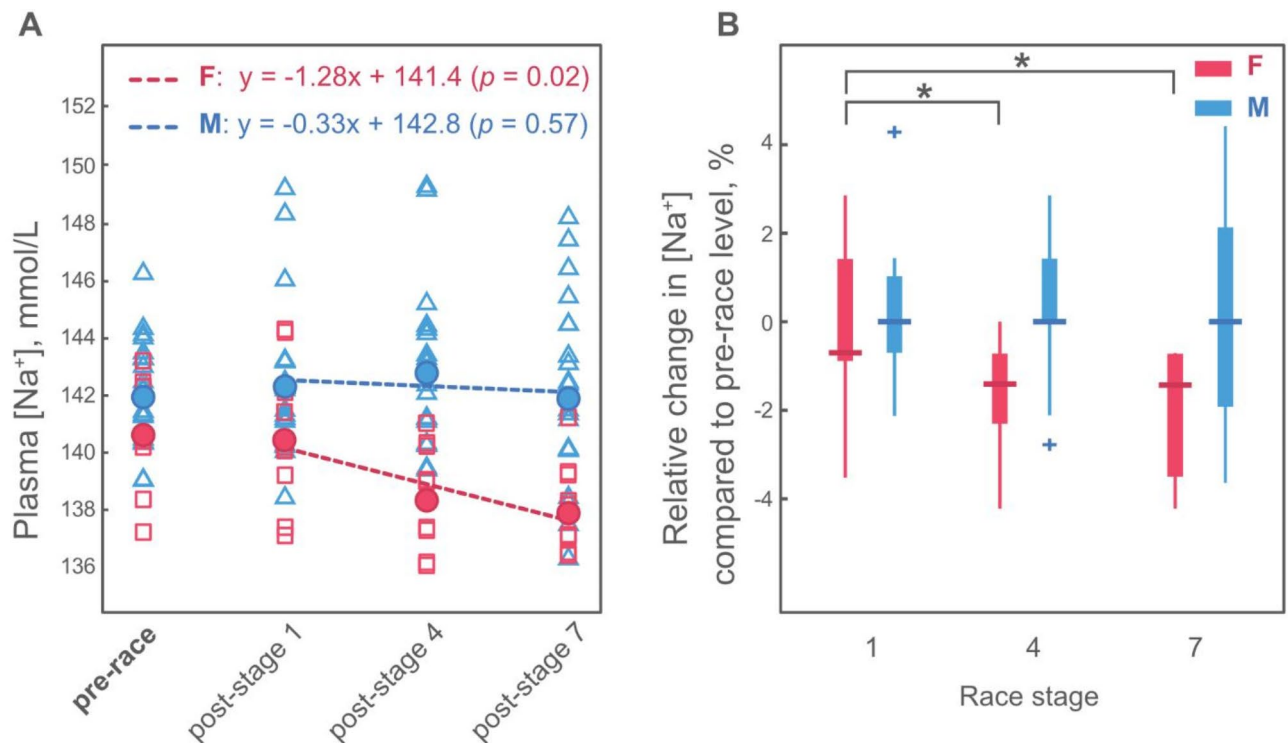 A
F: y = -1.28x + 141.4 (p = 0.02)
M: y = -0.33x + 142.8 (p = 0.57)
Plasma [Na⁺], mmol/L
152
150
148
146
144
142
140
138
136
pre-race
post-stage 1
post-stage 4
post-stage 7
B
F
M
*
*
Relative change in [Na⁺]
compared to pre-race level, %
4
2
0
-2
-4
1
4
7
Race stage